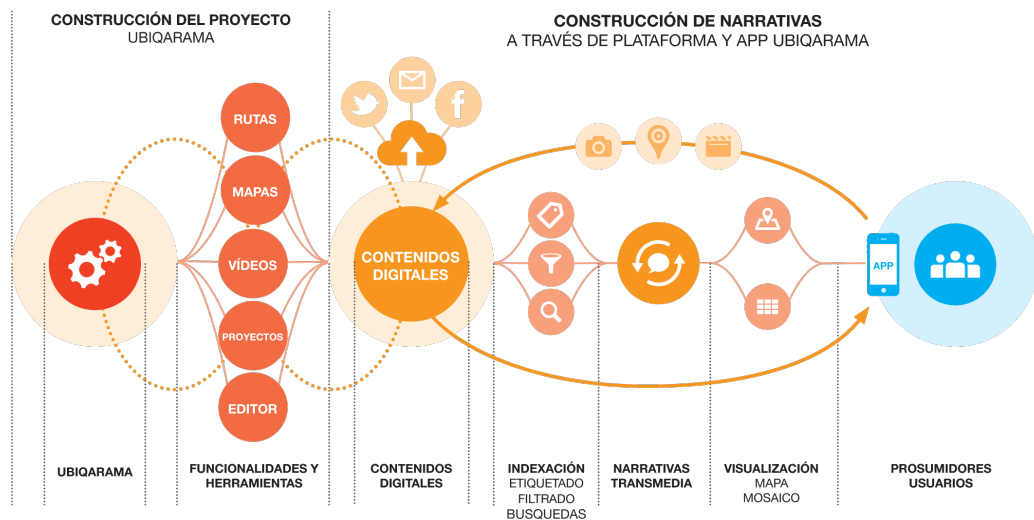 CONSTRUCCIÓN DEL PROYECTO
UBIQARAMA
CONSTRUCCIÓN DE NARRATIVAS
A TRAVÉS DE PLATAFORMA Y APP UBIQARAMA
RUTAS
MAPAS
VÍDEOS
PROYECTOS
EDITOR
CONTENIDOS
DIGITALES
APP
UBIQARAMA
FUNCIONALIDADES Y
HERRAMIENTAS
CONTENIDOS
DIGITALES
INDEXACIÓN
ETIQUETADO
FILTRADO
BUSQUEDAS
NARRATIVAS
TRANSMEDIA
VISUALIZACIÓN
MAPA
MOSAICO
PROSUMIDORES
USUARIOS